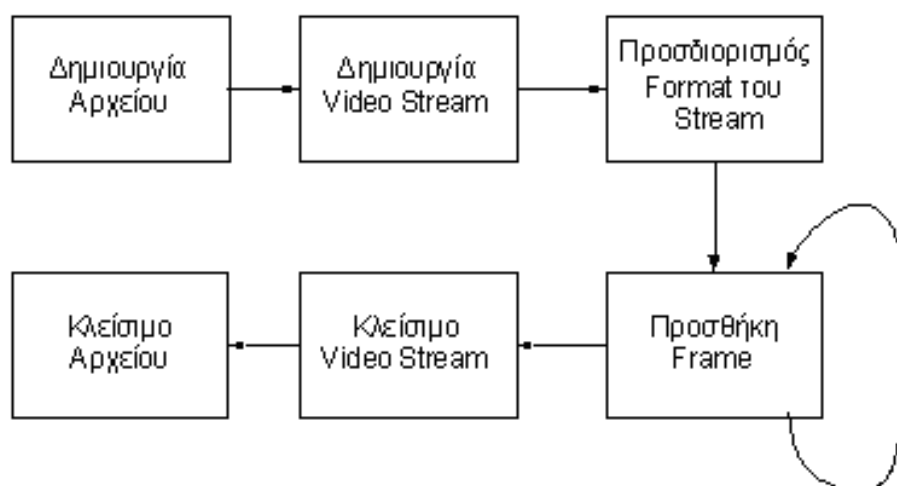 Δημιουργία
Αρχείου
Δημιουργία
Video Stream
Προσδιορισμός
Format του
Stream
Κλείσιμο
Αρχείου
Κλείσιμο
Video Stream
Προσθήκη
Frame